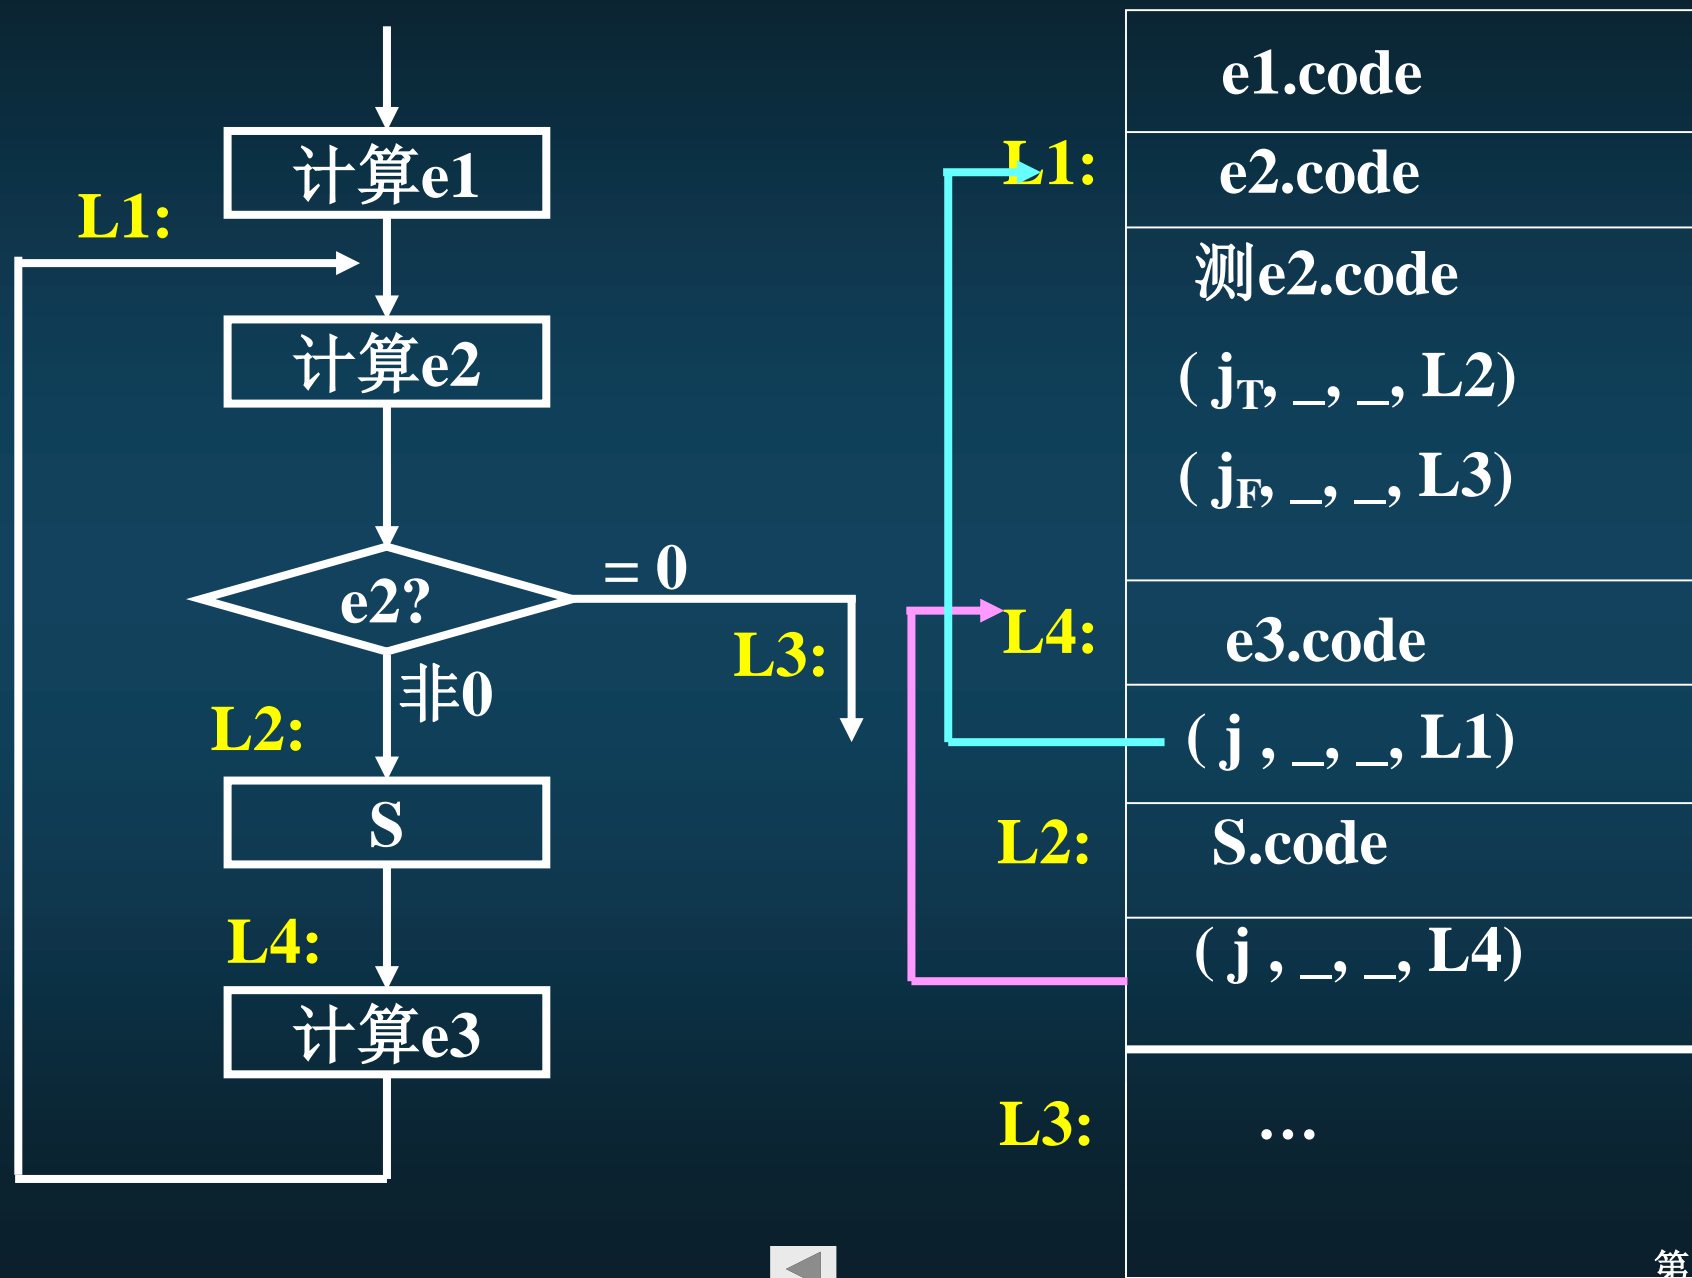 计算e1
L1:
计算e2
e2?
= 0
L3:
非0
L2:
S
L4:
计算e3
e1.code
L1:
e2.code
测e2.code
( jT, _, _, L2)
( jF, _, _, L3)
L4:
e3.code
( j , _, _, L1)
L2:
S.code
( j , _, _, L4)
L3:
…
第